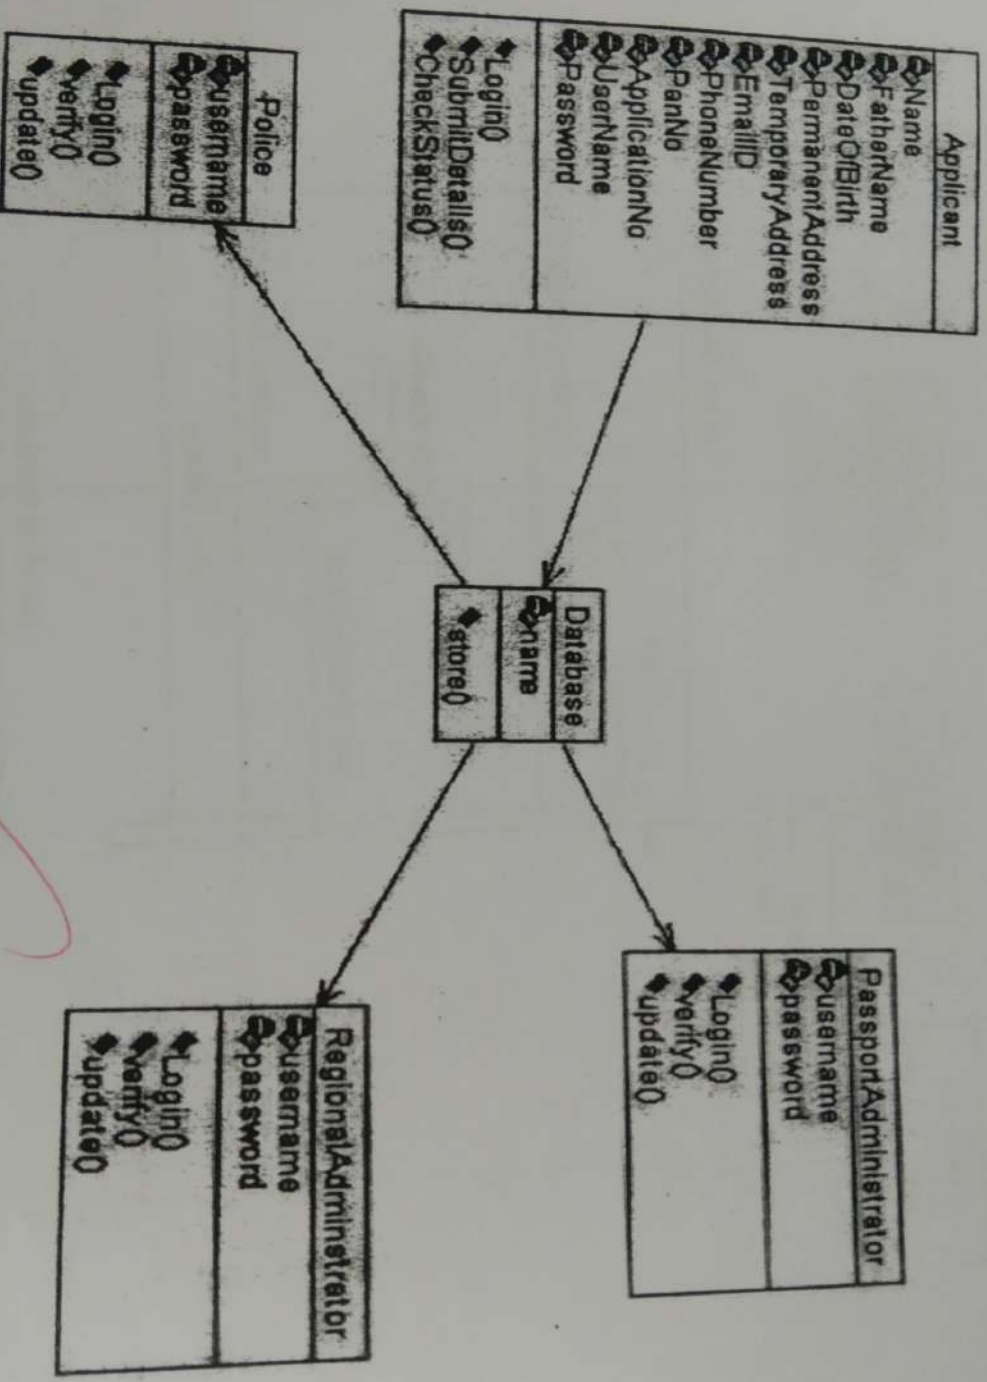 Applicant
Name
FatherName
DateOfBirth
PermanentAddress
TemporaryAddress
EmailID
PhoneNumber
PanNo
ApplicationNo
UserName
Password
Login()
SubmitDetails()
CheckStatus()
PassportAdministrator
username
password
Login()
verify()
update()
Database
name
store()
Police
username
password
Login()
verify()
update()
RegionalAdminstrator
username
password
Login()
verify()
update()